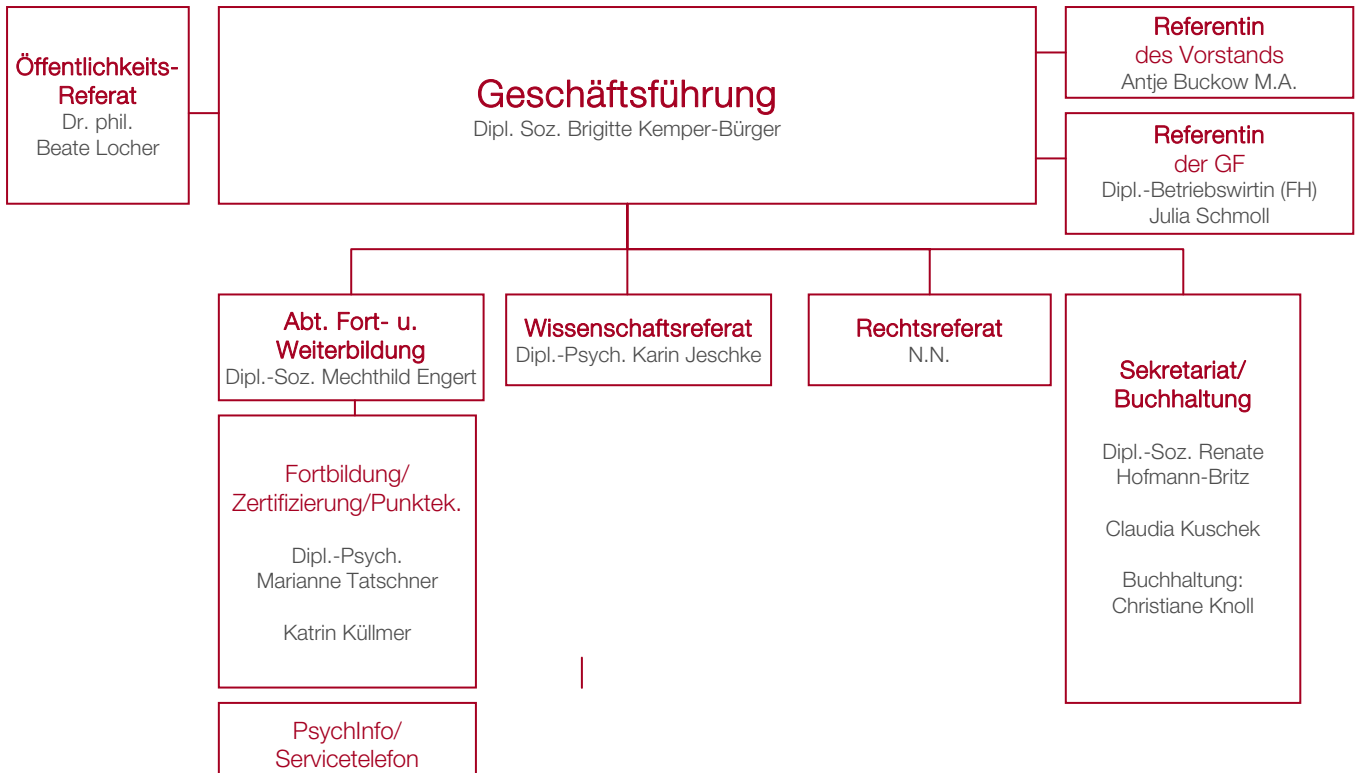 Öffentlichkeits-
Referat
Dr. phil.
Beate Locher
Geschäftsführung
Dipl. Soz. Brigitte Kemper-Bürger
Referentin
des Vorstands
Antje Buckow M.A.
Referentin
der GF
Dipl.-Betriebswirtin (FH)
Julia Schmoll
Abt. Fort- u.
Weiterbildung
Dipl.-Soz. Mechthild Engert
Wissenschaftsreferat
Dipl.-Psych. Karin Jeschke
Rechtsreferat
N.N.
Sekretariat/
Buchhaltung
Dipl.-Soz. Renate
Hofmann-Britz
Claudia Kuschek
Buchhaltung:
Christiane Knoll
Fortbildung/
Zertifizierung/Punktek.
Dipl.-Psych.
Marianne Tatschner
Katrin Küllmer
PsychInfo/
Servicetelefon